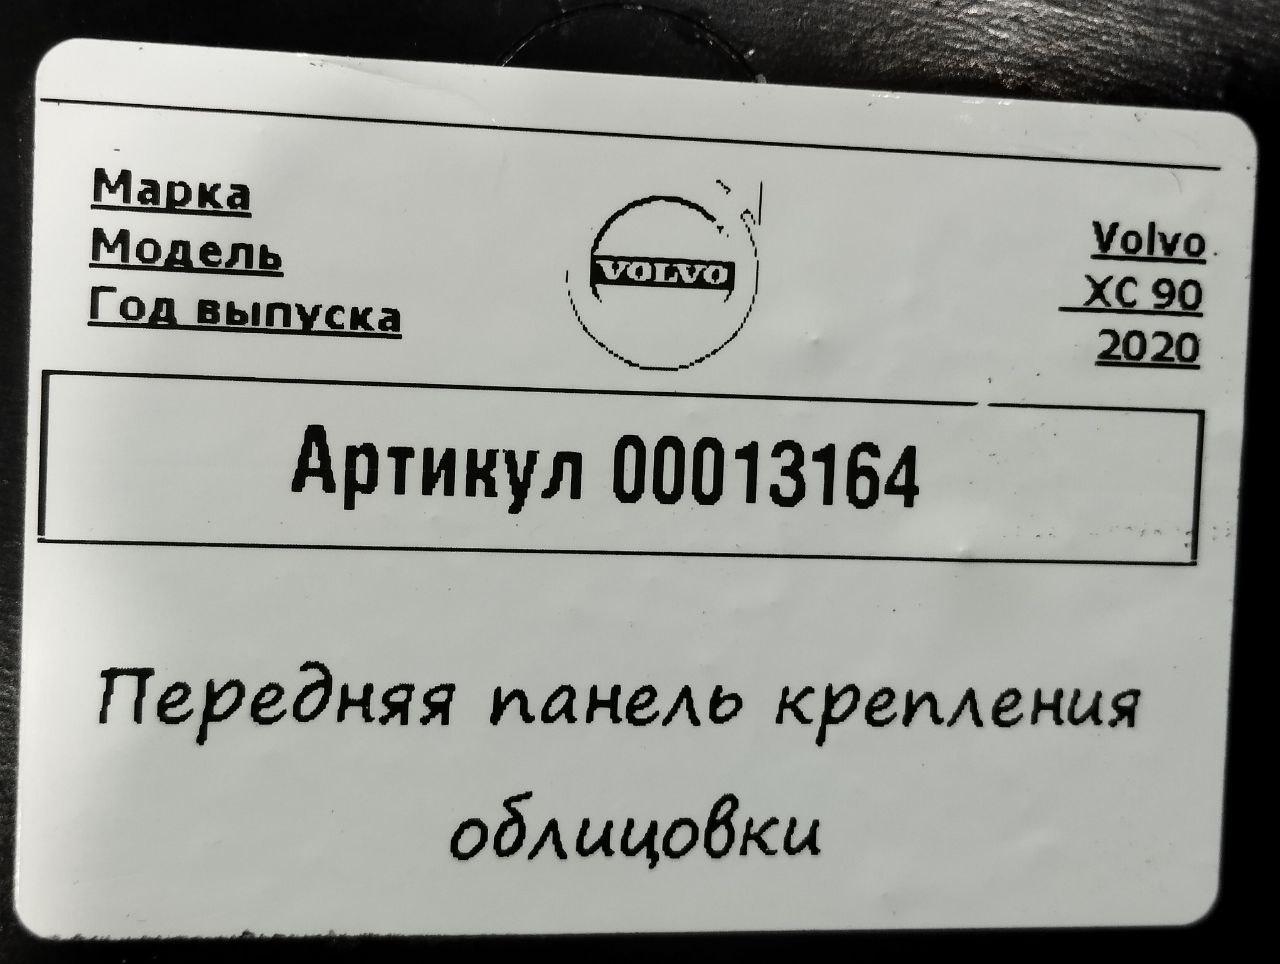 Марка
Модель
Год выпуска
VOLVO
Volvo
XC 90
2020
Артикул 00013164
Передняя панель крепления
облицовки